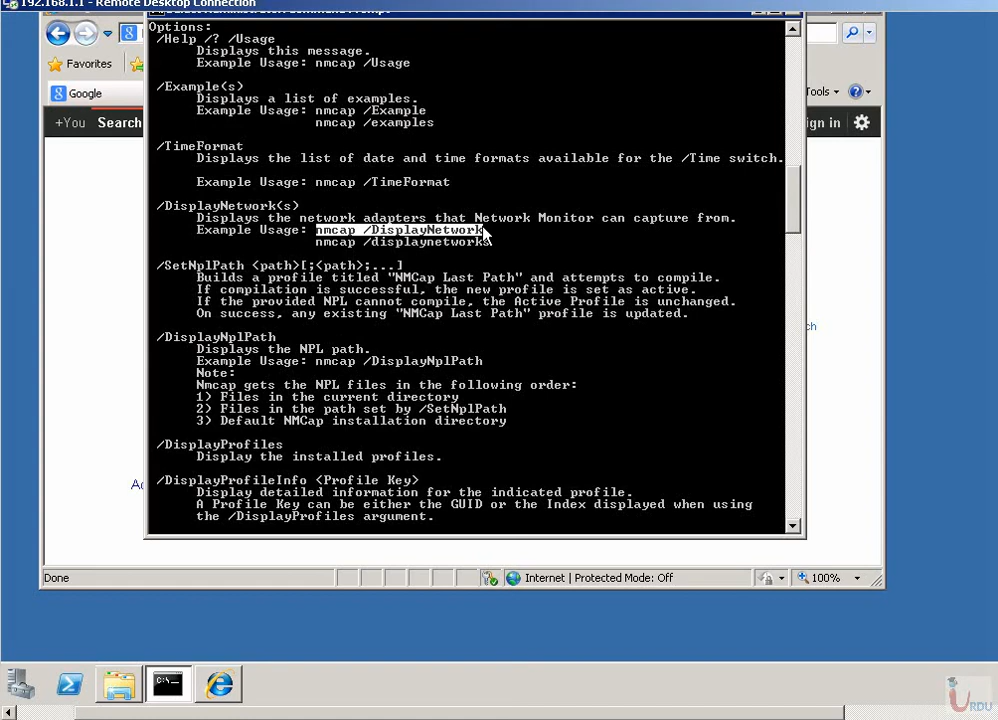 192.168.1.1 - Remote Desktop Connection
Favorites
Google
Tools
+You Search
ign in
Options:
/Help /? /Usage
Displays this message.
Example Usage: nmcap /Usage
/Example(s)
Displays a list of examples.
Example Usage: nmcap /Example
nmcap /examples
/TimeFormat
Displays the list of date and time formats available for the /Time switch.
Example Usage: nmcap /TimeFormat
/DisplayNetwork(s)
Displays the network adapters that Network Monitor can capture from.
Example Usage: nmcap /DisplayNetwork
nmcap /displaynetworks
/SetNplPath <path>[;<path>;...]
Builds a profile titled "NMCap Last Path" and attempts to compile.
If compilation is successful, the new profile is set as active.
If the provided NPL cannot compile, the Active Profile is unchanged.
On success, any existing "NMCap Last Path" profile is updated.
/DisplayNplPath
Displays the NPL path.
Example Usage: nmcap /DisplayNplPath
Note:
Nmcap gets the NPL files in the following order:
1) Files in the current directory
2) Files in the path set by /SetNplPath
3) Default NMCap installation directory
/DisplayProfiles
Display the installed profiles.
/DisplayProfileInfo <Profile Key>
Display detailed information for the indicated profile.
A Profile Key can be either the GUID or the Index displayed when using
the /DisplayProfiles argument.
Done
Internet | Protected Mode: Off
100%
URDU